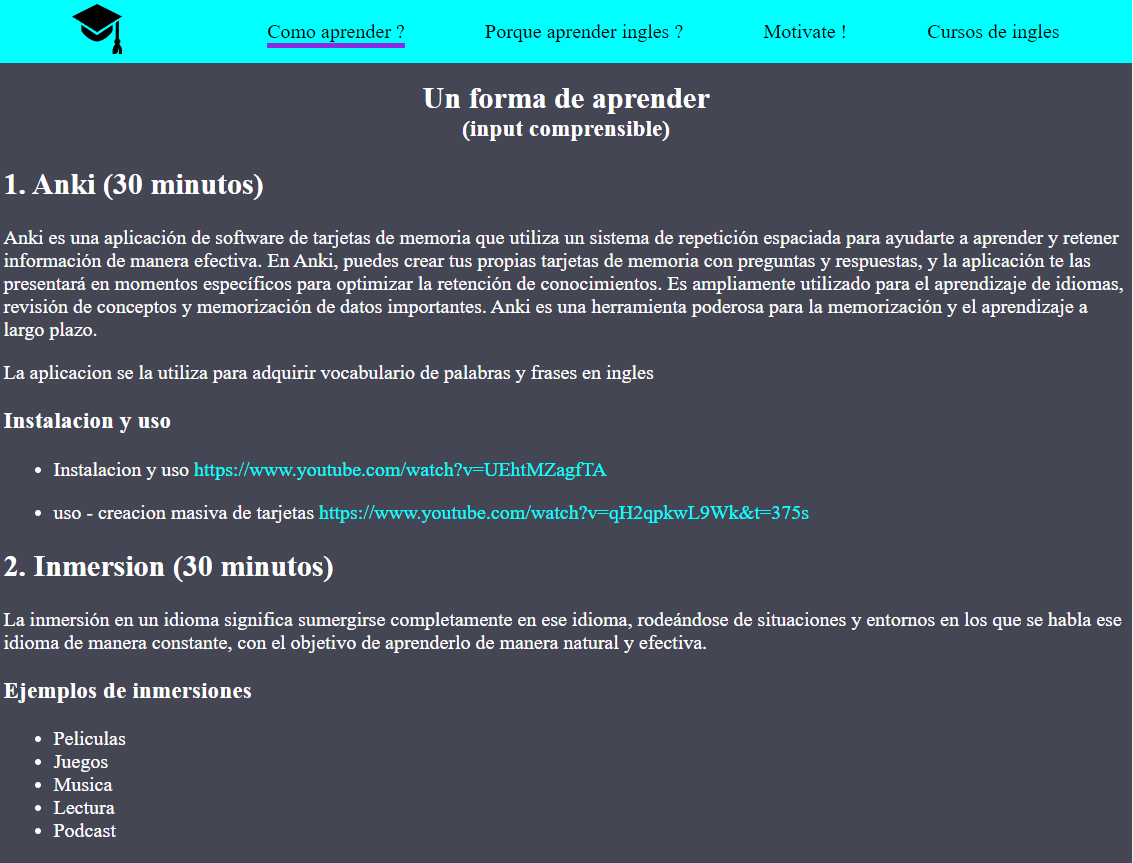 Como aprender ?
Porque aprender ingles ?
Motivate !
Cursos de ingles
Un forma de aprender
(input comprensible)
1. Anki (30 minutos)
Anki es una aplicación de software de tarjetas de memoria que utiliza un sistema de repetición espaciada para ayudarte a aprender y retener
información de manera efectiva. En Anki, puedes crear tus propias tarjetas de memoria con preguntas y respuestas, y la aplicación te las
presentará en momentos específicos para optimizar la retención de conocimientos. Es ampliamente utilizado para el aprendizaje de idiomas,
revisión de conceptos y memorización de datos importantes. Anki es una herramienta poderosa para la memorización y el aprendizaje a
largo plazo.
La aplicacion se la utiliza para adquirir vocabulario de palabras y frases en ingles
Instalacion y uso
• Instalacion y uso https://www.youtube.com/watch?v=UEhtMZagfTA
• uso - creacion masiva de tarjetas https://www.youtube.com/watch?v=qH2qpkwL9Wk&t=375s
2. Inmersion (30 minutos)
La inmersión en un idioma significa sumergirse completamente en ese idioma, rodeándose de situaciones y entornos en los que se habla ese
idioma de manera constante, con el objetivo de aprenderlo de manera natural y efectiva.
Ejemplos de inmersiones
• Peliculas
• Juegos
• Musica
• Lectura
• Podcast